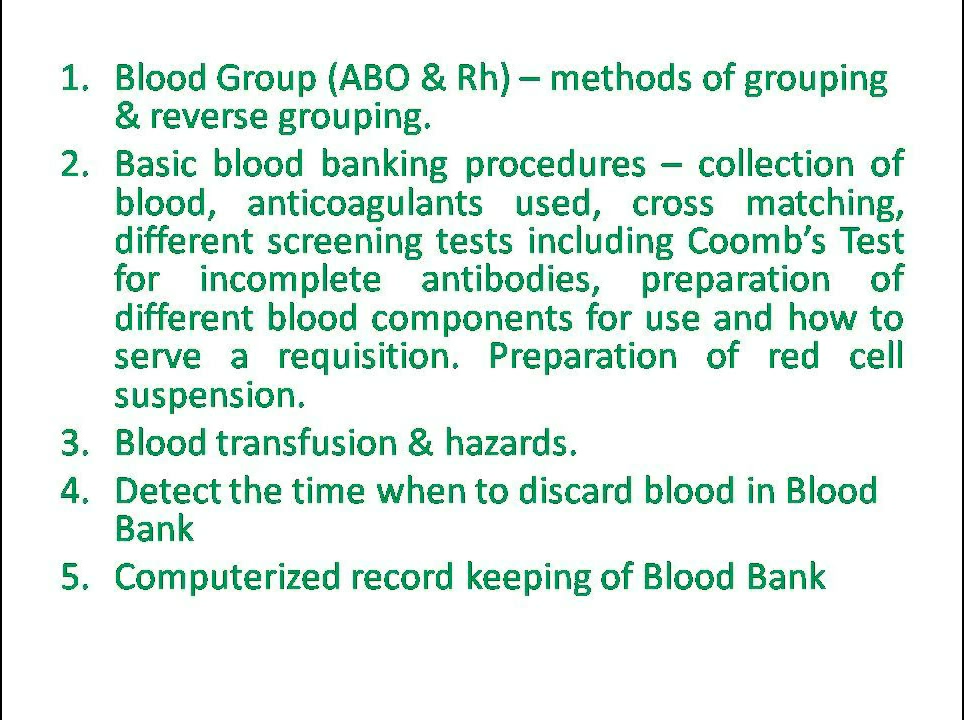 1. Blood Group (ABO & Rh) – methods of grouping
& reverse grouping.
2. Basic blood banking procedures – collection of
blood, anticoagulants used, cross matching,
different screening tests including Coomb’s Test
for incomplete antibodies, preparation of
different blood components for use and how to
serve a requisition. Preparation of red cell
suspension.
3. Blood transfusion & hazards.
4. Detect the time when to discard blood in Blood
Bank
5. Computerized record keeping of Blood Bank